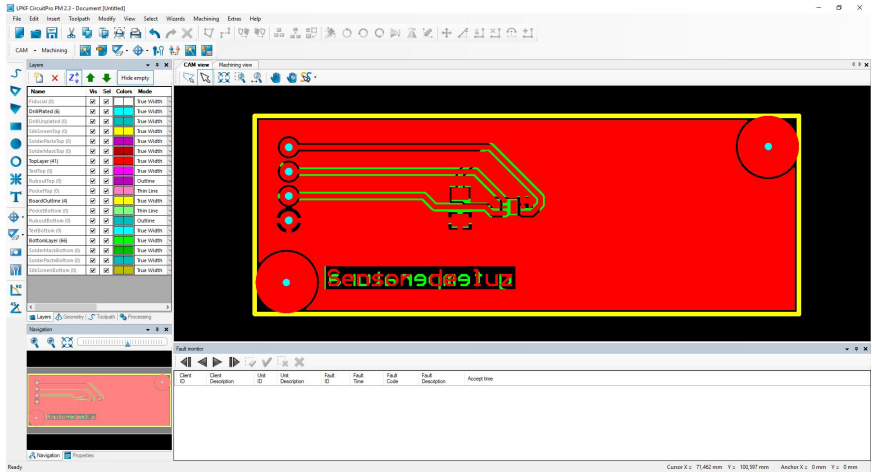 LPKF CircuitPro PM 2.3 - Document [Untitled]
File Edit Insert Toolpath Modify View Select Wizards Machining Extras Help
CAM - Machining
Layers
CAM view Machining view
Hide empty
Name Vis Sel Colors Mode
Fiducial (0) True Width
DrillPlated (6) True Width
DrillUnplated (0) True Width
SilkScreenTop (0) True Width
SolderPasteTop (0) True Width
SolderMaskTop (0) True Width
TopLayer (41) True Width
TextTop (0) True Width
RuboutTop (0) Outline
PocketTop (0) Thin Line
BoardOutline (4) True Width
PocketBottom (0) Thin Line
RuboutBottom (0) Outline
TextBottom (0) True Width
BottomLayer (66) True Width
SolderMaskBottom (0) True Width
SolderPasteBottom (0) True Width
SilkScreenBottom (0) True Width
Sensor de luz
Layers Geometry Toolpath Processing
Navigation
Fault monitor
Client ID Client Description Unit ID Unit Description Fault ID Fault Time Fault Code Fault Description Accept time
Navigation Properties
Ready Cursor X = 71,462 mm Y = 100,597 mm Anchor X = 0 mm Y = 0 mm